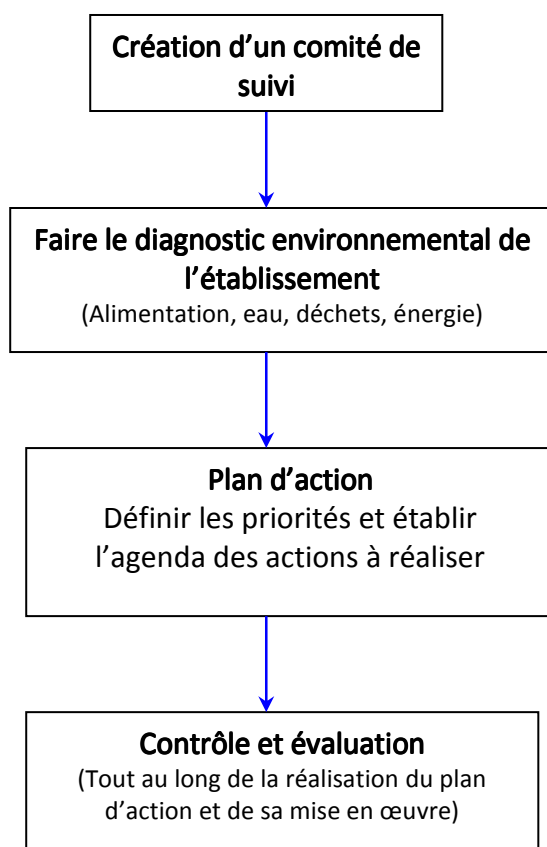 Création d’un comité de
suivi
Faire le diagnostic environnemental de
l’établissement
(Alimentation, eau, déchets, énergie)
Plan d’action
Définir les priorités et établir
l’agenda des actions à réaliser
Contrôle et évaluation
(Tout au long de la réalisation du plan
d’action et de sa mise en œuvre)